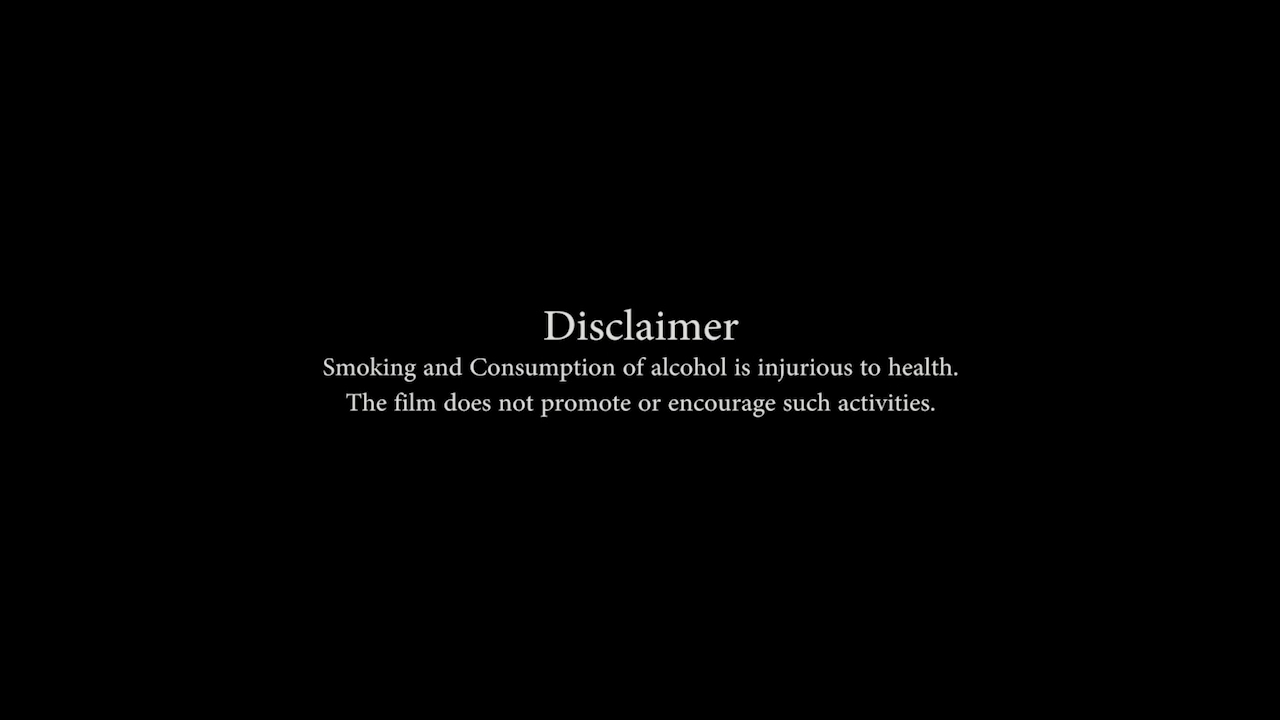 Disclaimer
Smoking and Consumption of alcohol is injurious to health.
The film does not promote or encourage such activities.